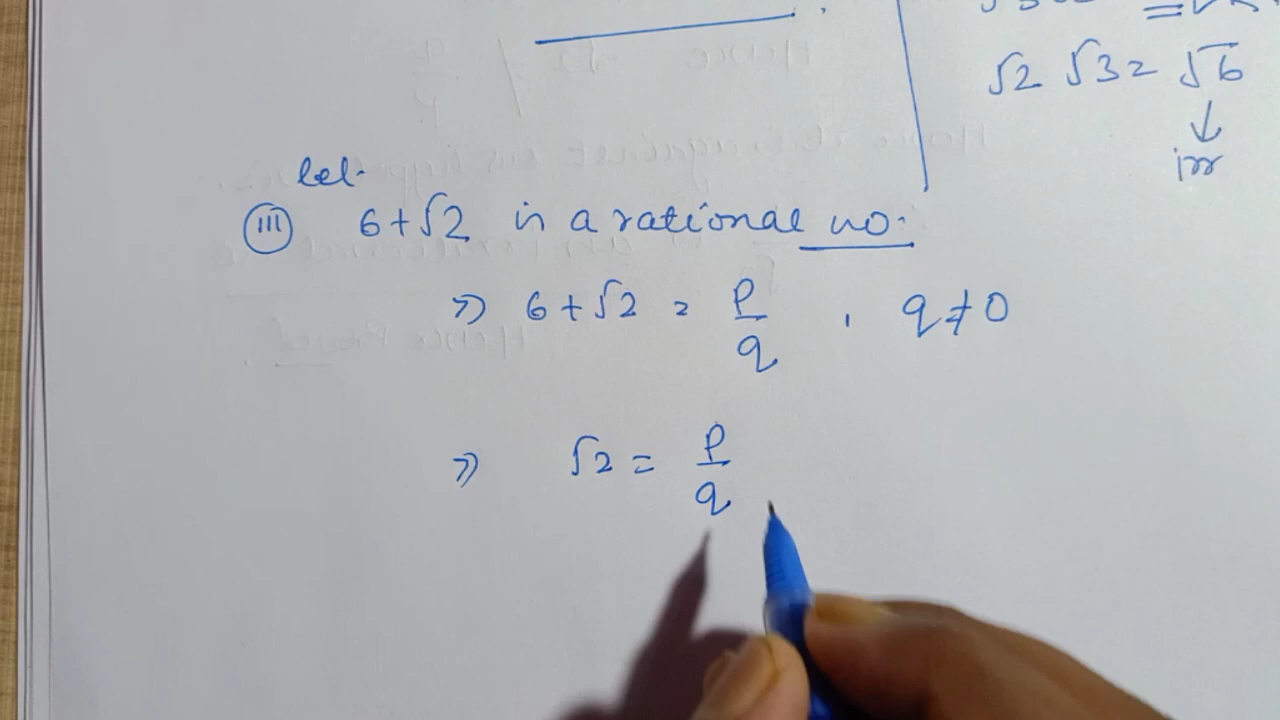 √2 √3 = √6
↓
irr
let.
(iii) 6+√2 is a rational no.
⇒ 6+√2 = p/q , q≠0
⇒ √2 = p/q